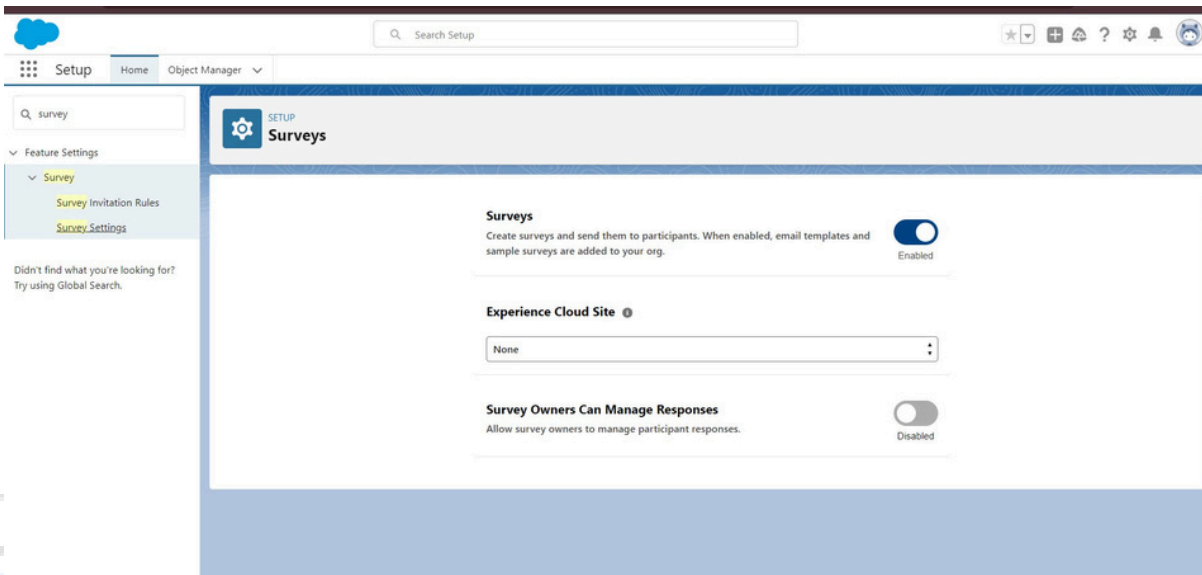 Search Setup
Setup
Home
Object Manager
survey
Feature Settings
Survey
Survey Invitation Rules
Survey Settings
Didn't find what you're looking for?
Try using Global Search.
SETUP
Surveys
Surveys
Create surveys and send them to participants. When enabled, email templates and
sample surveys are added to your org.
Enabled
Experience Cloud Site
None
Survey Owners Can Manage Responses
Allow survey owners to manage participant responses.
Disabled